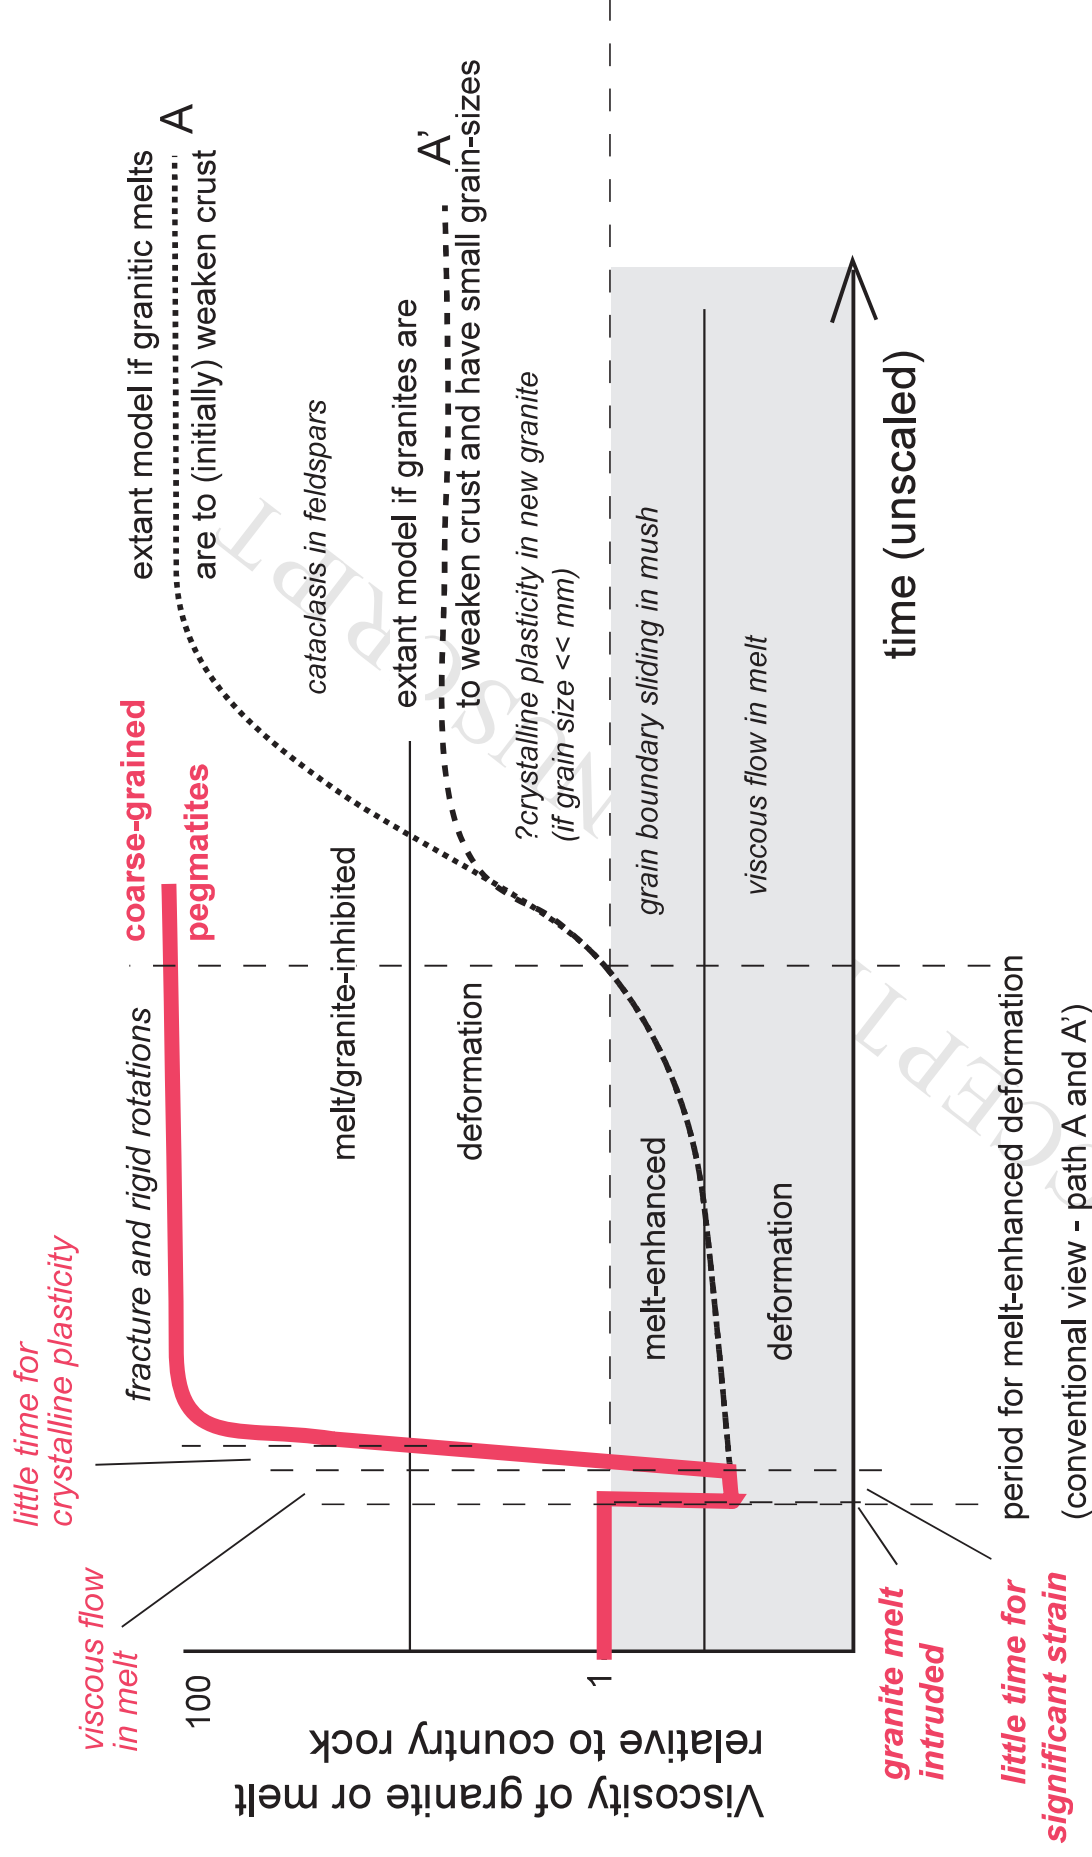 little time for
crystalline plasticity
viscous flow
in melt
fracture and rigid rotations
coarse-grained
pegmatites
extant model if granitic melts
A
are to (initially) weaken crust
cataclasis in feldspars
melt/granite-inhibited
deformation
extant model if granites are
A’
to weaken crust and have small grain-sizes
?crystalline plasticity in new granite
(if grain size << mm)
grain boundary sliding in mush
viscous flow in melt
melt-enhanced
deformation
100
1
Viscosity of granite or melt
relative to country rock
time (unscaled)
granite melt
intruded
little time for
significant strain
period for melt-enhanced deformation
(conventional view - path A and A’)
NUSCRIPT
CEPT